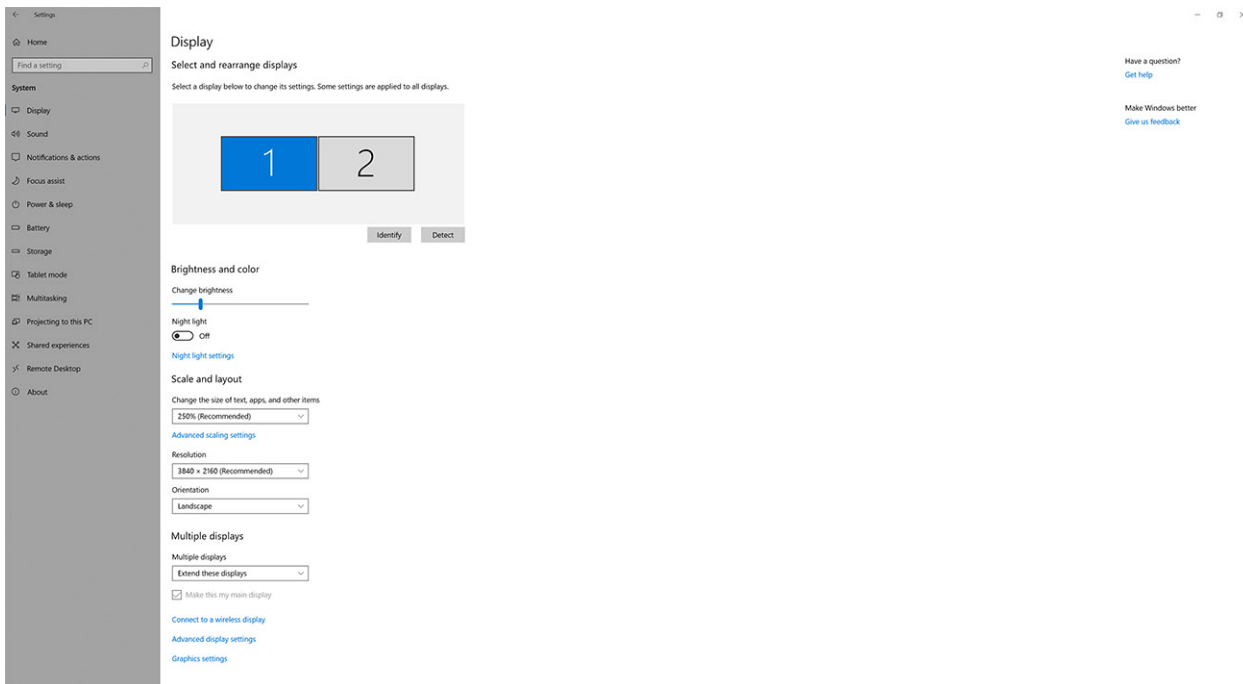 Settings
Home
Find a setting
System
Display
Sound
Notifications & actions
Focus assist
Power & sleep
Battery
Storage
Tablet mode
Multitasking
Projecting to this PC
Shared experiences
Remote Desktop
About
Display
Select and rearrange displays
Select a display below to change its settings. Some settings are applied to all displays.
1 2
Identify Detect
Brightness and color
Change brightness
Night light
Off
Night light settings
Scale and layout
Change the size of text, apps, and other items
250% (Recommended)
Advanced scaling settings
Resolution
3840 × 2160 (Recommended)
Orientation
Landscape
Multiple displays
Multiple displays
Extend these displays
Make this my main display
Connect to a wireless display
Advanced display settings
Graphics settings
Have a question?
Get help
Make Windows better
Give us feedback